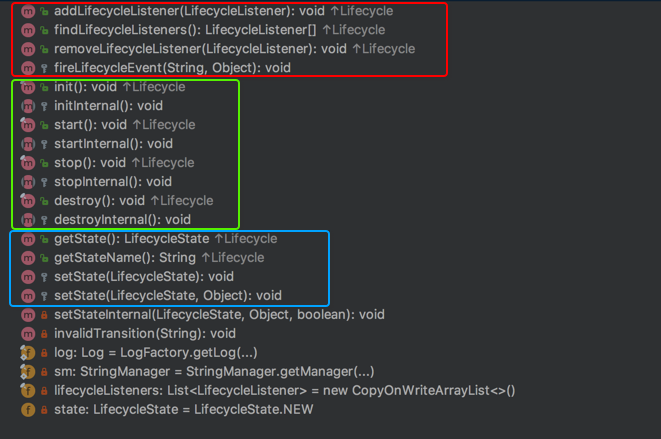 addLifecycleListener(LifecycleListener): void ↑Lifecycle
findLifecycleListeners(): LifecycleListener[] ↑Lifecycle
removeLifecycleListener(LifecycleListener): void ↑Lifecycle
fireLifecycleEvent(String, Object): void
init(): void ↑Lifecycle
initInternal(): void
start(): void ↑Lifecycle
startInternal(): void
stop(): void ↑Lifecycle
stopInternal(): void
destroy(): void ↑Lifecycle
destroyInternal(): void
getState(): LifecycleState ↑Lifecycle
getStateName(): String ↑Lifecycle
setState(LifecycleState): void
setState(LifecycleState, Object): void
setStateInternal(LifecycleState, Object, boolean): void
invalidTransition(String): void
log: Log = LogFactory.getLog(...)
sm: StringManager = StringManager.getManager(...)
lifecycleListeners: List<LifecycleListener> = new CopyOnWriteArrayList<>()
state: LifecycleState = LifecycleState.NEW